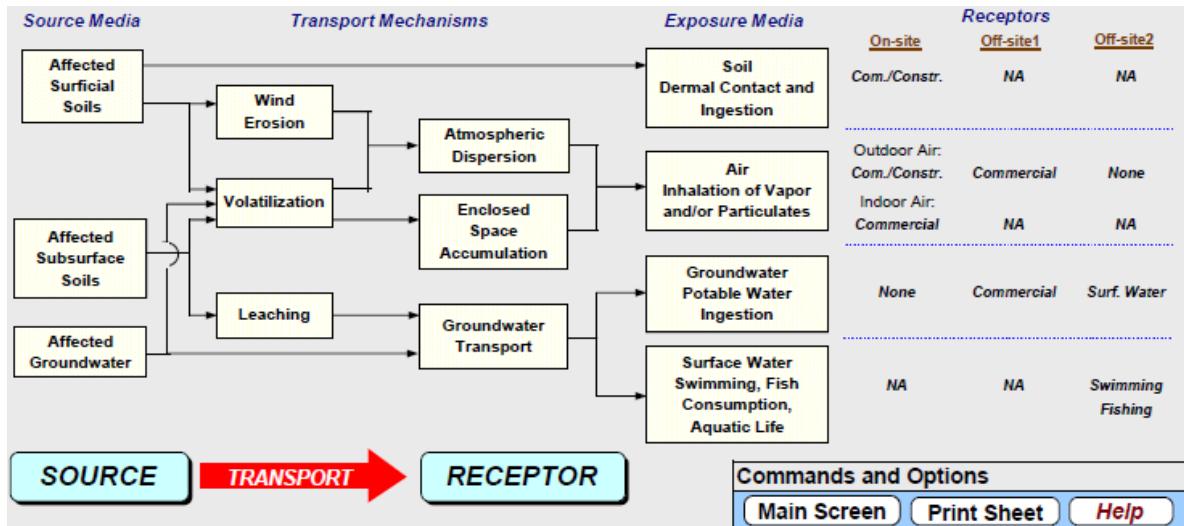 Source Media
Transport Mechanisms
Exposure Media
Receptors
On-site
Off-site1
Off-site2
Affected
Surficial
Soils
Wind
Erosion
Volatilization
Affected
Subsurface
Soils
Leaching
Affected
Groundwater
Atmospheric
Dispersion
Enclosed
Space
Accumulation
Groundwater
Transport
Soil
Dermal Contact and
Ingestion
Com./Constr.
NA
NA
Air
Inhalation of Vapor
and/or Particulates
Outdoor Air:
Com./Constr.
Commercial
None
Indoor Air:
Commercial
NA
NA
Groundwater
Potable Water
Ingestion
None
Commercial
Surf. Water
Surface Water
Swimming, Fish
Consumption,
Aquatic Life
NA
NA
Swimming
Fishing
SOURCE
TRANSPORT
RECEPTOR
Commands and Options
Main Screen
Print Sheet
Help